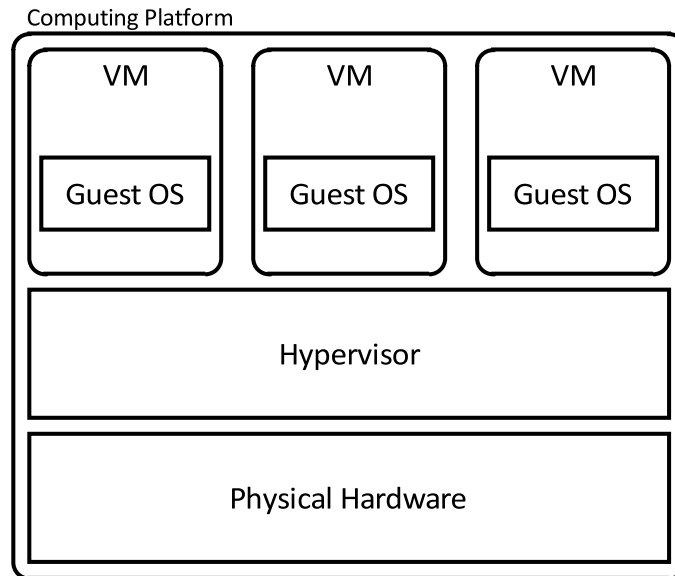 Computing Platform
VM VM VM
Guest OS Guest OS Guest OS
Hypervisor
Physical Hardware